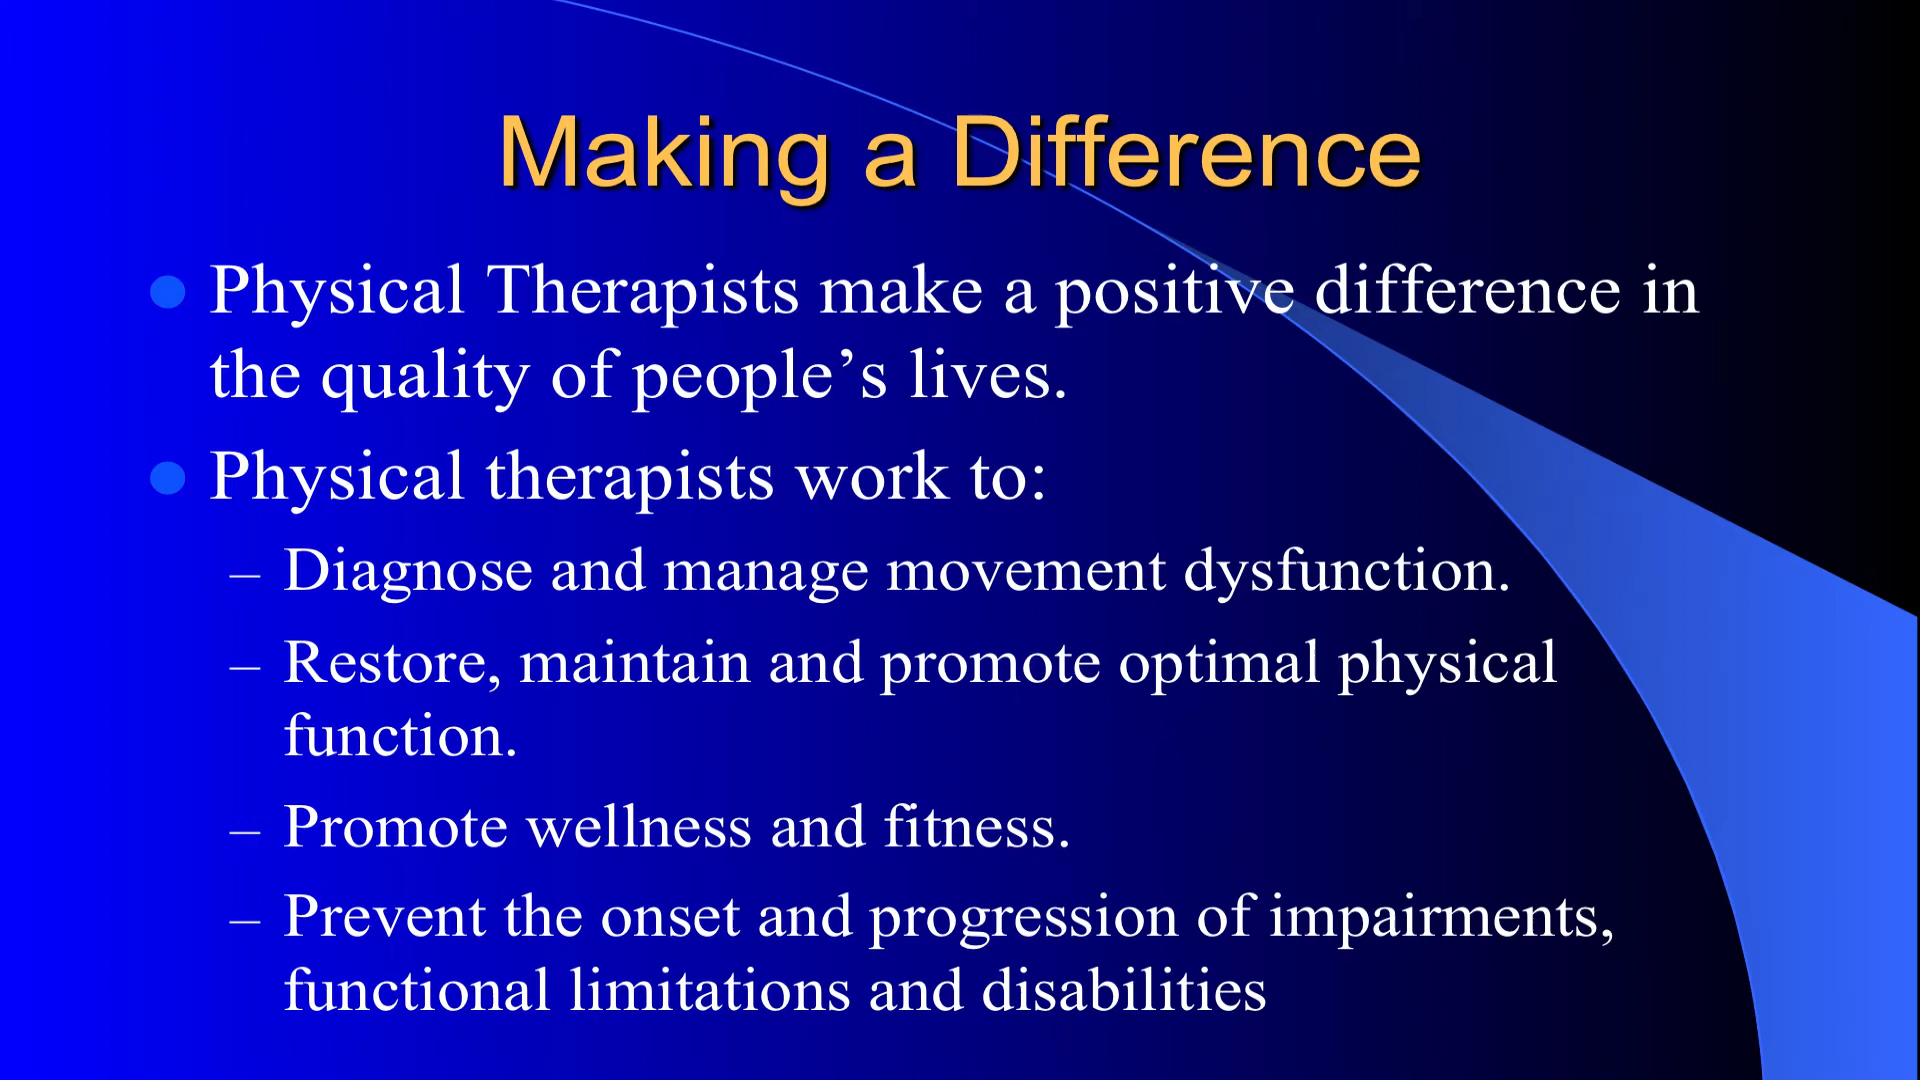 Making a Difference
Physical Therapists make a positive difference in
the quality of people’s lives.
Physical therapists work to:
– Diagnose and manage movement dysfunction.
– Restore, maintain and promote optimal physical
function.
– Promote wellness and fitness.
– Prevent the onset and progression of impairments,
functional limitations and disabilities